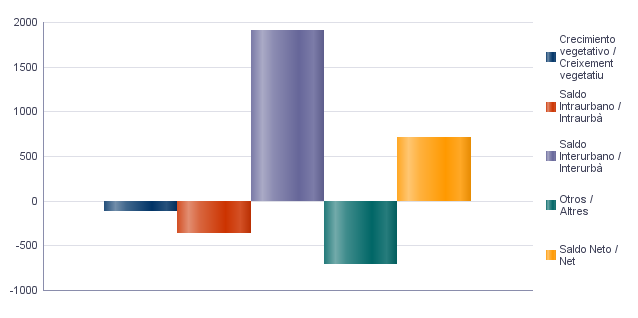 2000
1500
1000
500
0
-500
-1000
Crecimiento
vegetativo /
Creixement
vegetatiu
Saldo
Intraurbano /
Intraurbà
Saldo
Interurbano /
Interurbà
Otros /
Altres
Saldo Neto /
Net